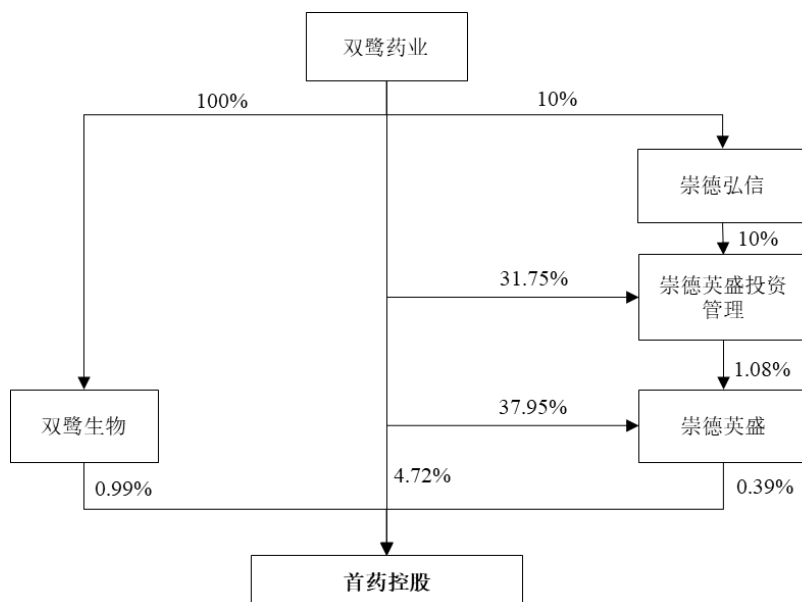 双鹭药业
100%
10%
崇德弘信
10%
31.75%
崇德英盛投资
管理
1.08%
双鹭生物
37.95%
崇德英盛
0.99%
4.72%
0.39%
首药控股